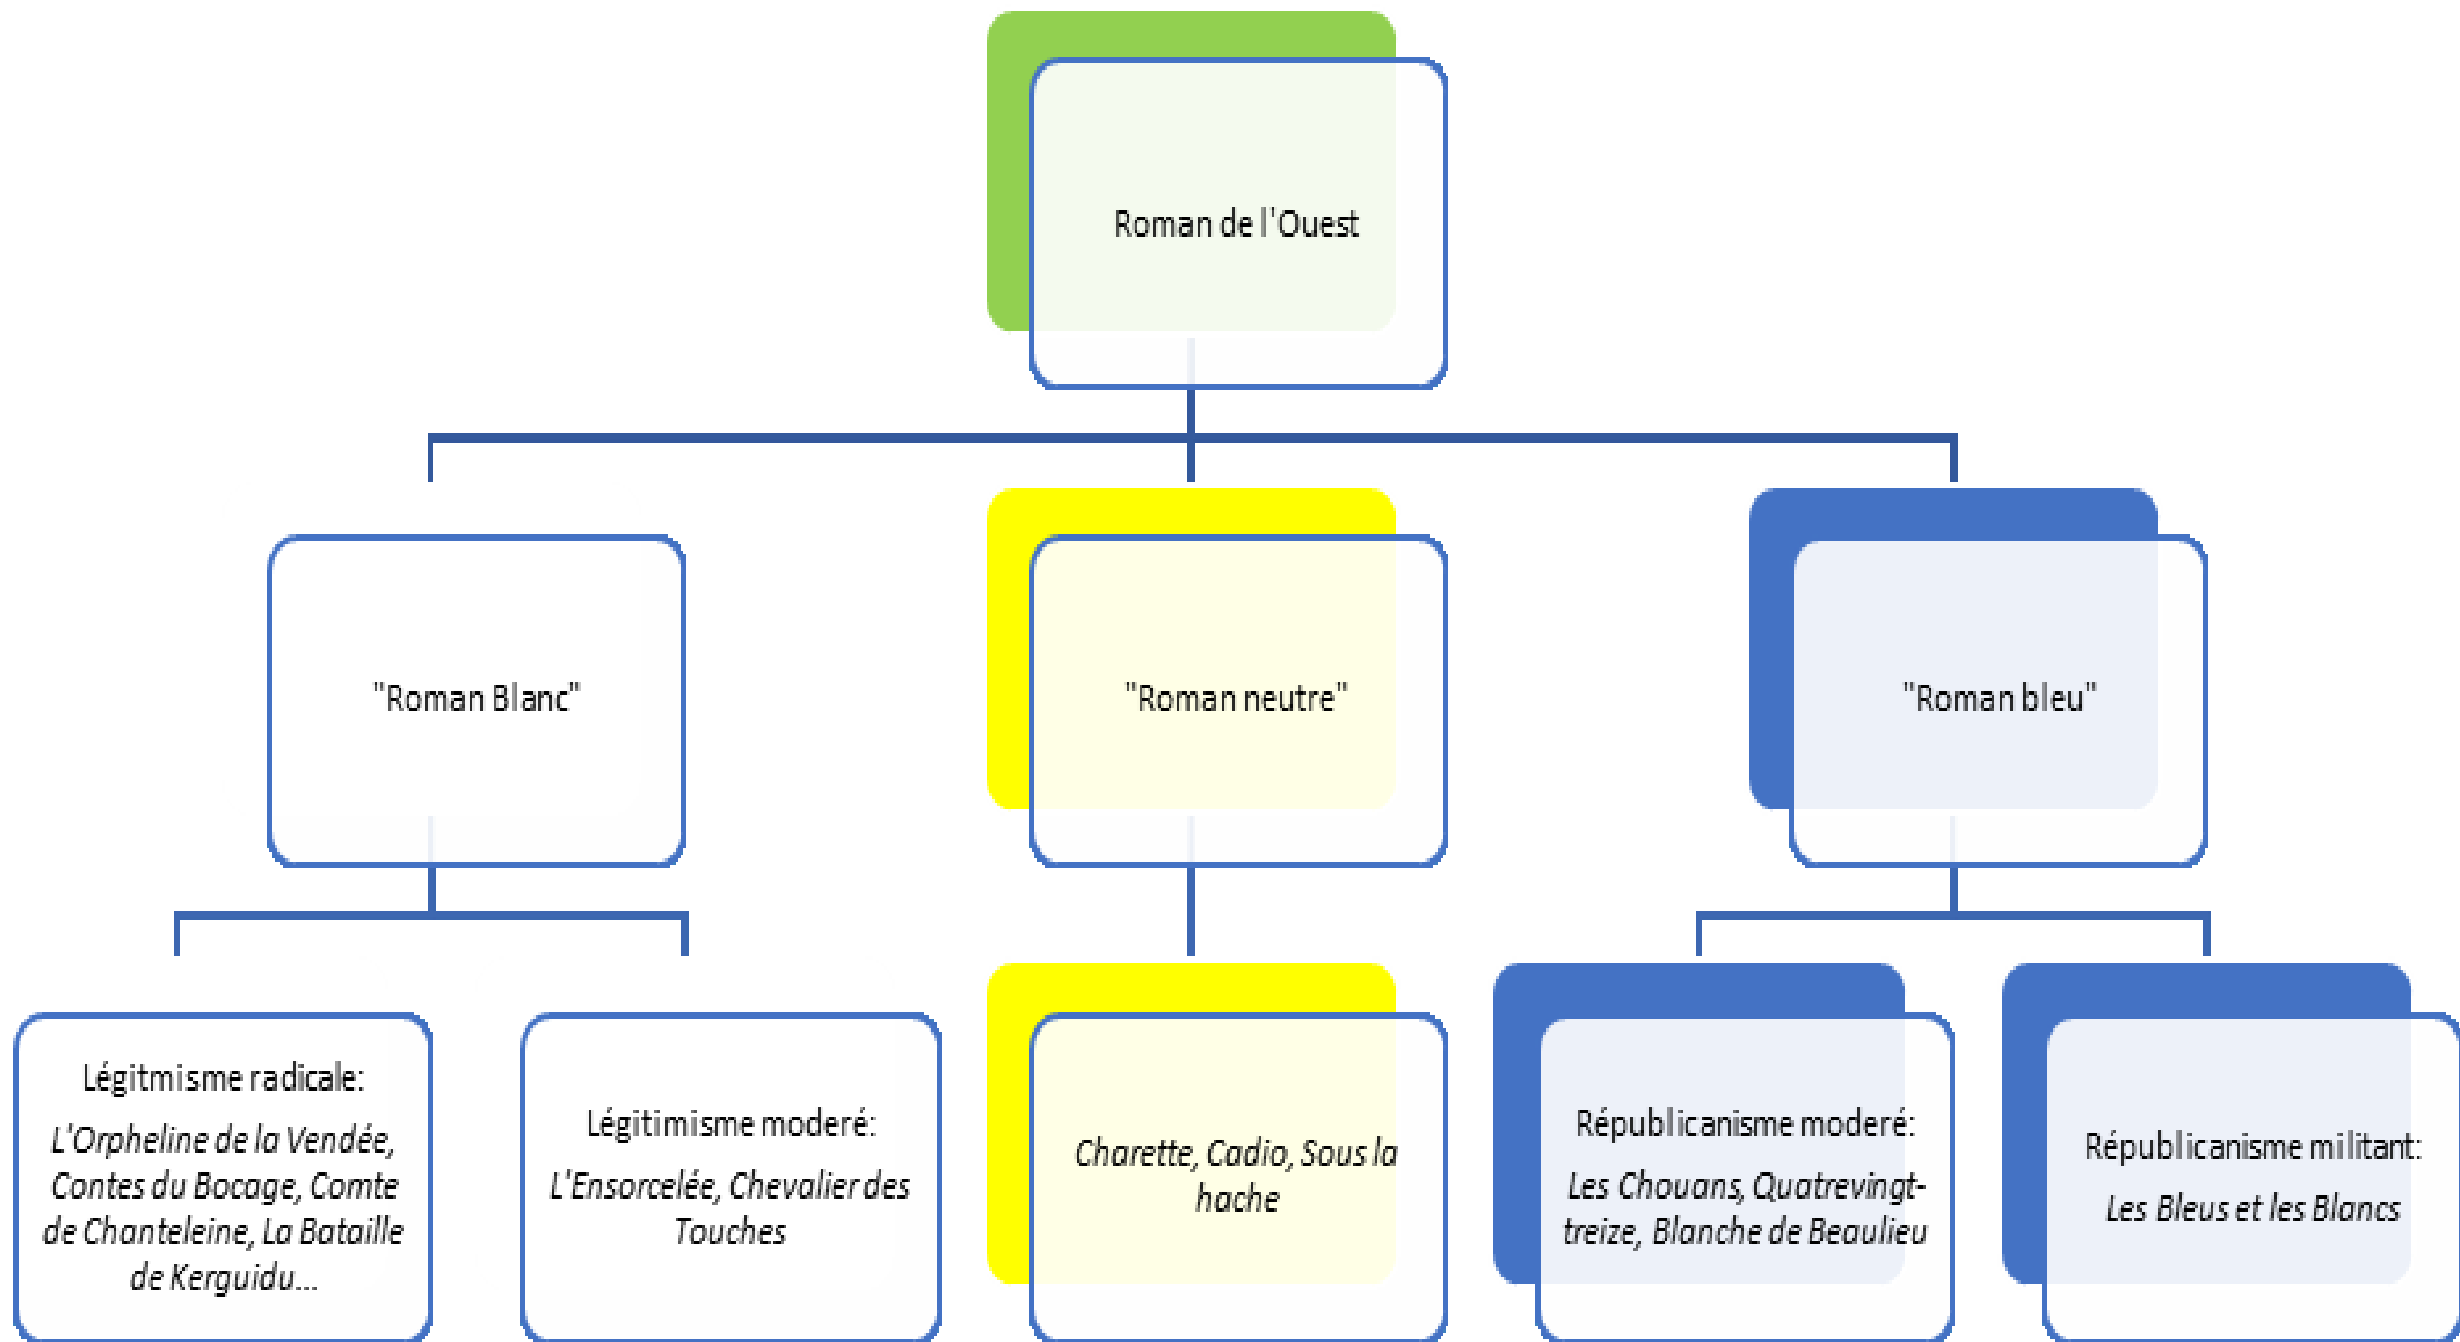 Roman de l'Ouest
"Roman Blanc"
"Roman neutre"
"Roman bleu"
Légitmisme radicale:
L'Orpheline de la Vendée,
Contes du Bocage, Comte
de Chanteleine, La Bataille
de Kerguidu...
Légitimisme moderé:
L'Ensorcelée, Chevalier des
Touches
Charette, Cadio, Sous la
hache
Républicanisme moderé:
Les Chouans, Quatrevingt-
treize, Blanche de Beaulieu
Républicanisme militant:
Les Bleus et les Blancs